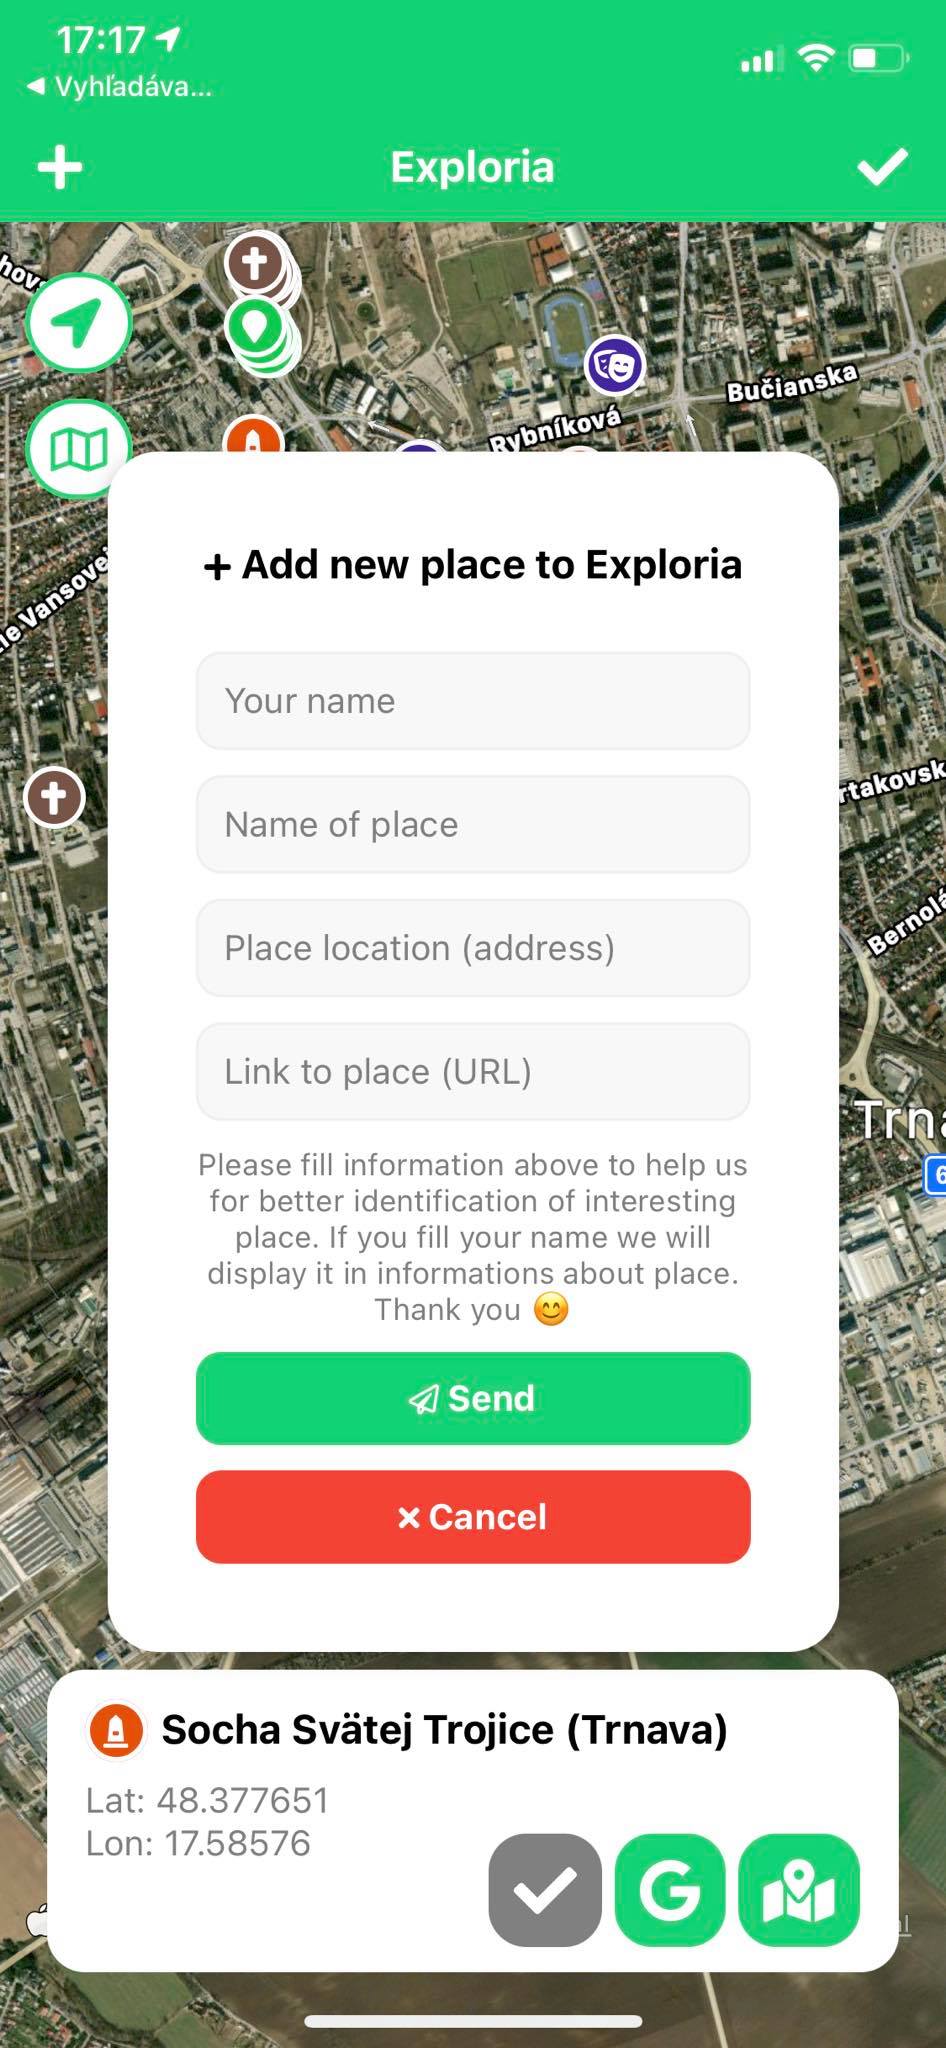 17:17
◀ Vyhľadáva...
Exploria
Bučianska
Rybníková
+ Add new place to Exploria
Your name
Name of place
Place location (address)
Bernolá
Link to place (URL)
Trna
6
Please fill information above to help us
for better identification of interesting
place. If you fill your name we will
display it in informations about place.
Thank you 😊
Send
× Cancel
Socha Svätej Trojice (Trnava)
Lat: 48.377651
Lon: 17.58576
G